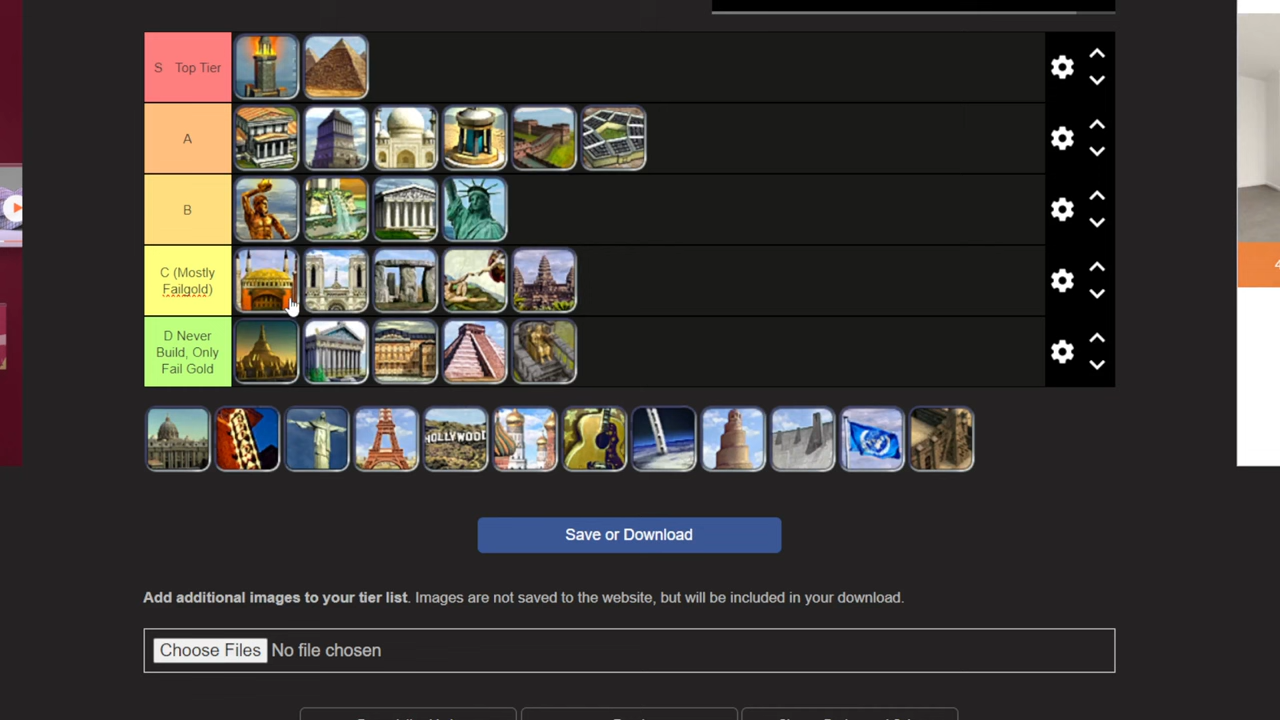 S Top Tier
A
B
C (Mostly
Failgold)
D Never
Build, Only
Fail Gold
HOLLYWOOD
Save or Download
Add additional images to your tier list. Images are not saved to the website, but will be included in your download.
Choose Files No file chosen